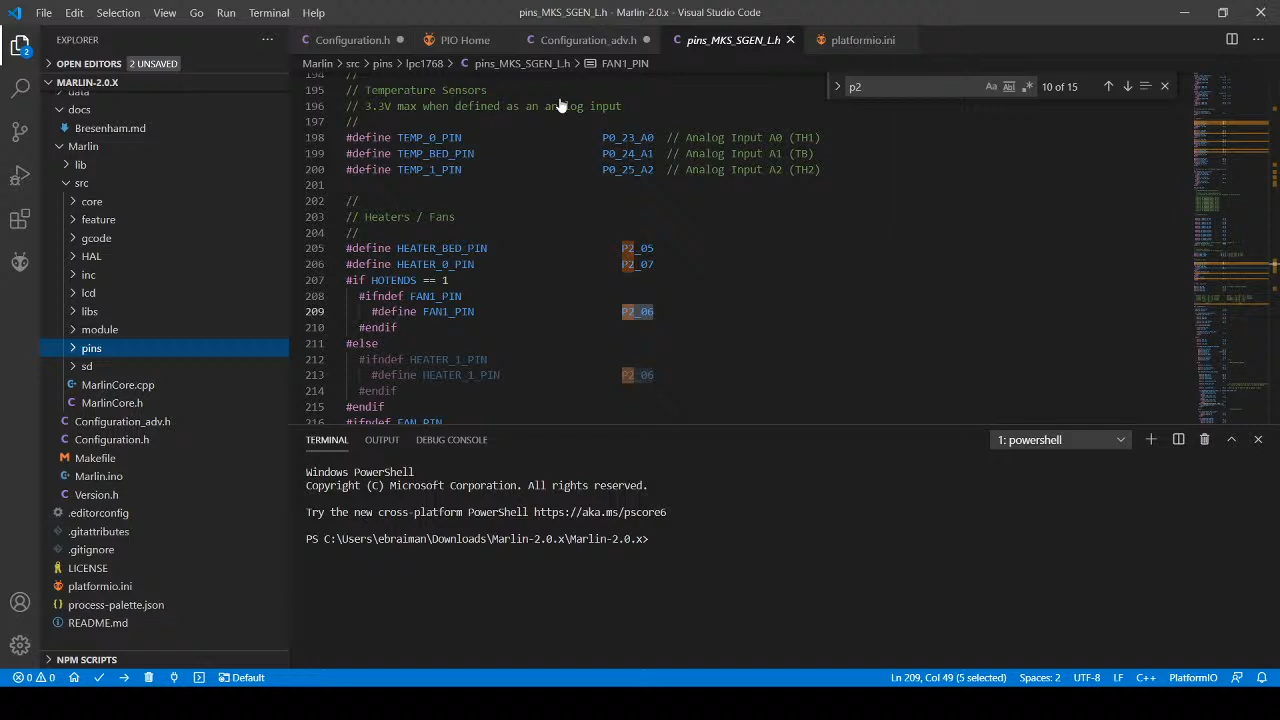 File Edit Selection View Go Run Terminal Help
pins_MKS_SGEN_L.h - Marlin-2.0.x - Visual Studio Code
EXPLORER
Configuration.h
PIO Home
Configuration_adv.h
pins_MKS_SGEN_L.h
platformio.ini
2
OPEN EDITORS 2 UNSAVED
MARLIN-2.0.X
data
docs
Bresenham.md
Marlin
lib
src
core
feature
gcode
HAL
inc
lcd
libs
module
pins
sd
MarlinCore.cpp
MarlinCore.h
Configuration_adv.h
Configuration.h
Makefile
Marlin.ino
Version.h
.editorconfig
.gitattributes
.gitignore
LICENSE
platformio.ini
process-palette.json
README.md
NPM SCRIPTS
Marlin > src > pins > lpc1768 > pins_MKS_SGEN_L.h > FAN1_PIN
p2 Aa Abl 10 of 15
194 //
195 // Temperature Sensors
196 // 3.3V max when defined as an analog input
197 //
198 #define TEMP_0_PIN P0_23_A0 // Analog Input A0 (TH1)
199 #define TEMP_BED_PIN P0_24_A1 // Analog Input A1 (TB)
200 #define TEMP_1_PIN P0_25_A2 // Analog Input A2 (TH2)
201
202 //
203 // Heaters / Fans
204 //
205 #define HEATER_BED_PIN P2_05
206 #define HEATER_0_PIN P2_07
207 #if HOTENDS == 1
208 #ifndef FAN1_PIN
209 #define FAN1_PIN P2_06
210 #endif
211 #else
212 #ifndef HEATER_1_PIN
213 #define HEATER_1_PIN P2_06
214 #endif
215 #endif
216 #ifndef FAN_PIN
TERMINAL OUTPUT DEBUG CONSOLE
1: powershell
Windows PowerShell
Copyright (C) Microsoft Corporation. All rights reserved.
Try the new cross-platform PowerShell https://aka.ms/pscore6
PS C:\Users\ebraiman\Downloads\Marlin-2.0.x\Marlin-2.0.x>
0 0 Default
Ln 209, Col 49 (5 selected) Spaces: 2 UTF-8 LF C++ PlatformIO